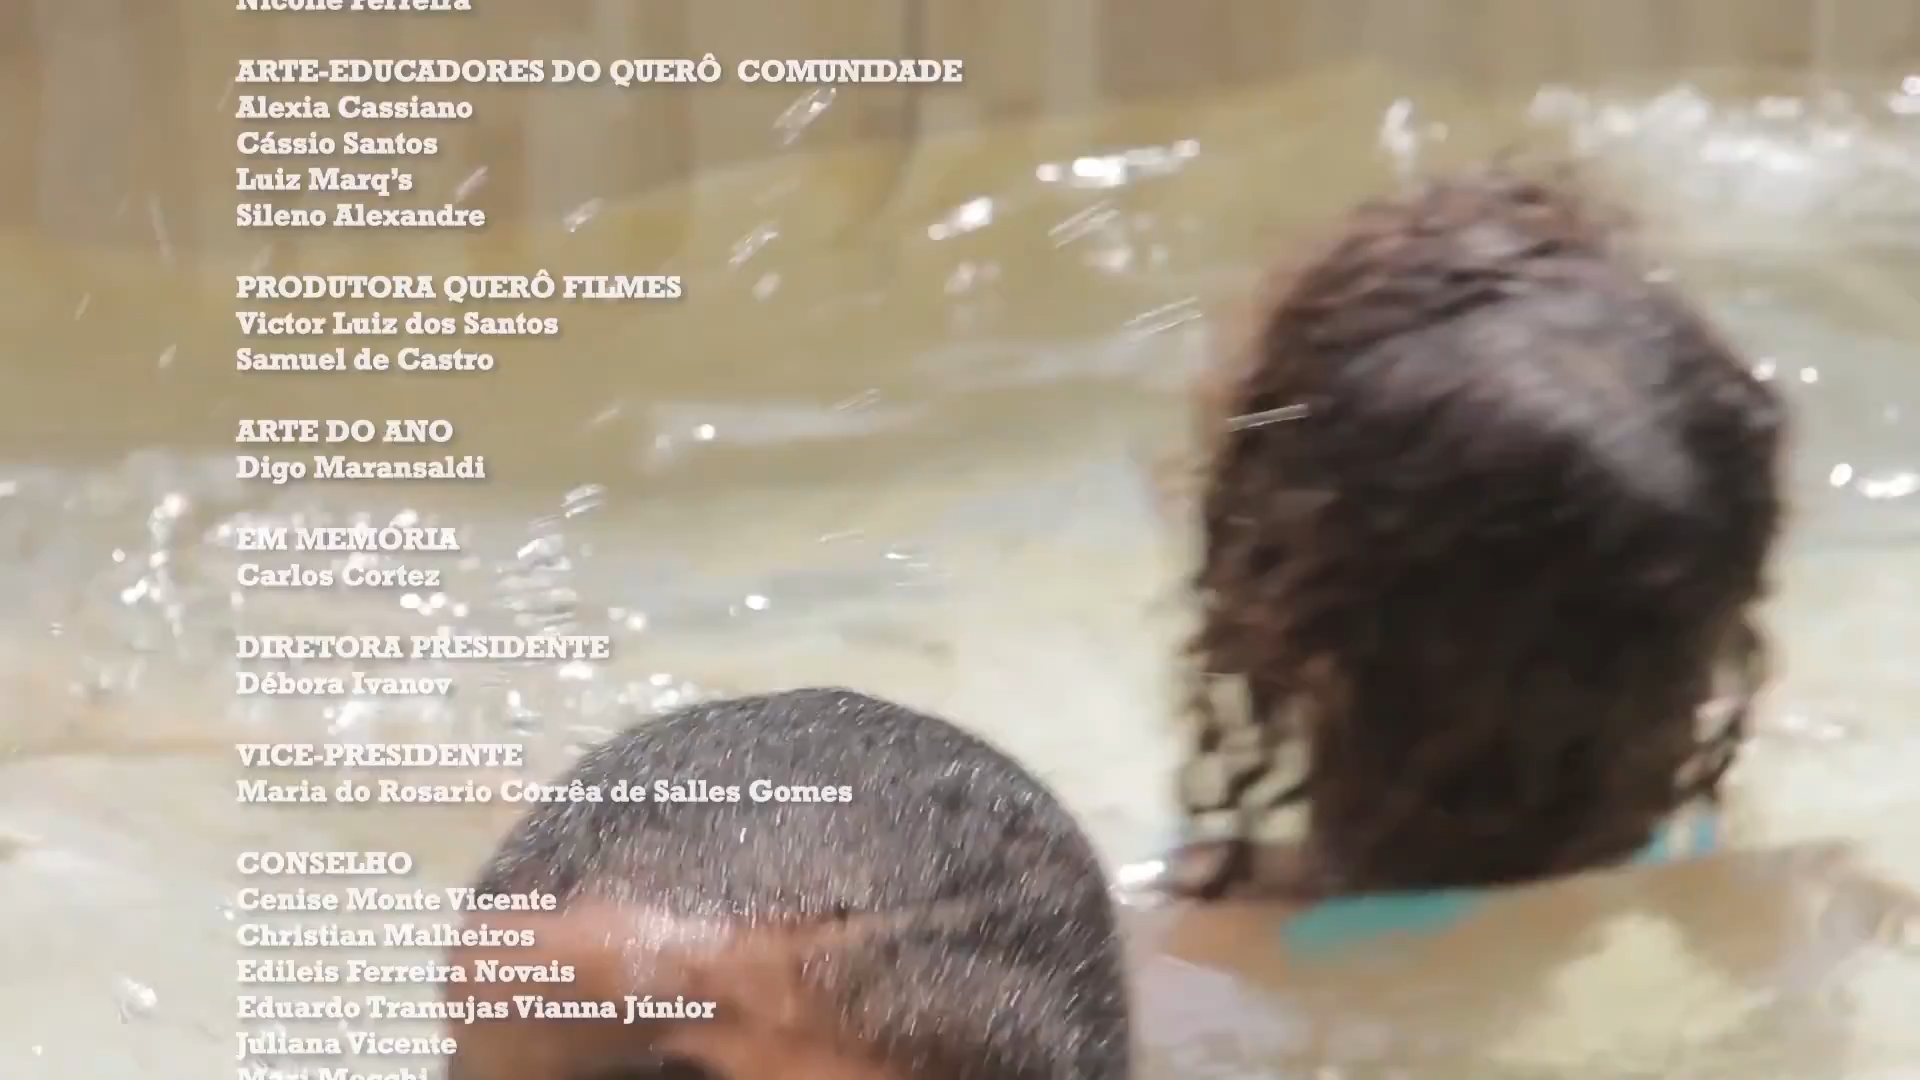 Nicolle Ferreira
ARTE-EDUCADORES DO QUERÔ COMUNIDADE
Alexia Cassiano
Cássio Santos
Luiz Marq's
Sileno Alexandre
PRODUTORA QUERÔ FILMES
Victor Luiz dos Santos
Samuel de Castro
ARTE DO ANO
Digo Maransaldi
EM MEMÓRIA
Carlos Cortez
DIRETORA PRESIDENTE
Débora Ivanov
VICE-PRESIDENTE
Maria do Rosario Corrêa de Salles Gomes
CONSELHO
Cenise Monte Vicente
Christian Malheiros
Edileis Ferreira Novais
Eduardo Tramujas Vianna Júnior
Juliana Vicente